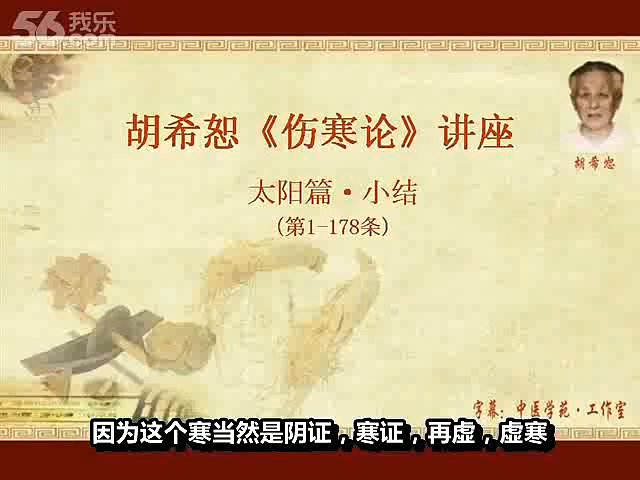 56我乐
.com
胡希恕《伤寒论》讲座
胡希恕
太阳篇·小结
(第1-178条)
字幕：中医学苑·工作室
因为这个寒当然是阴证，寒证，再虚，虚寒